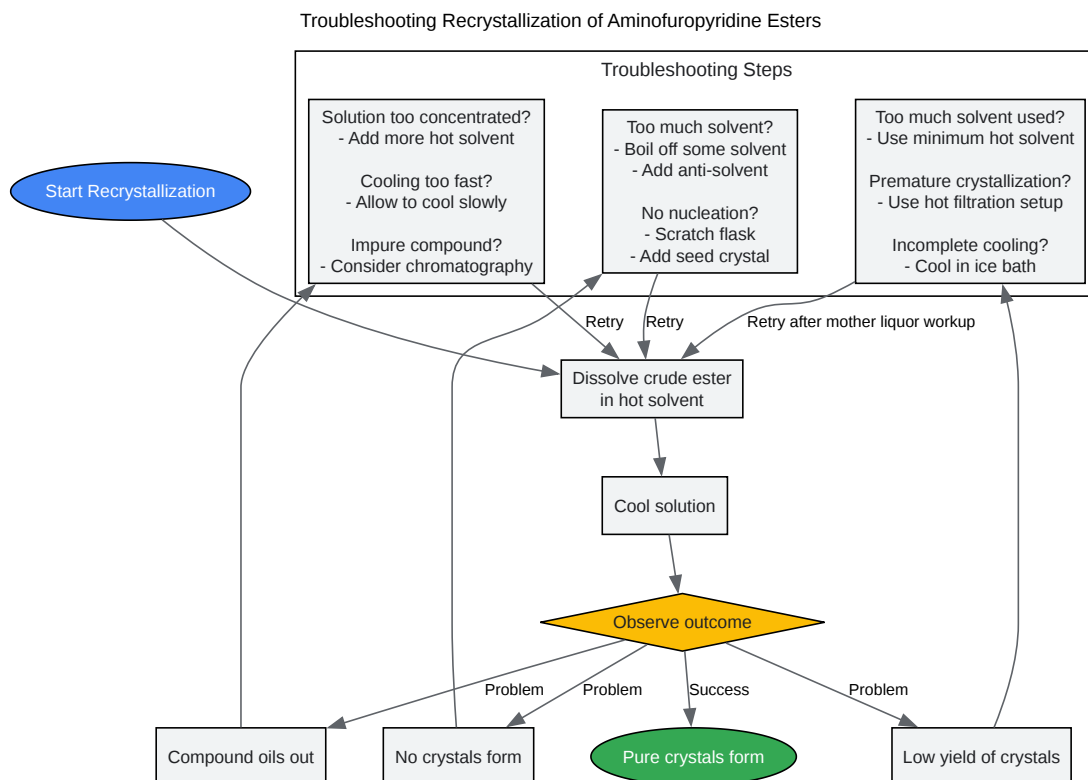 Troubleshooting Recrystallization of Aminofuropyridine Esters
Troubleshooting Steps
Solution too concentrated?
- Add more hot solvent
Cooling too fast?
- Allow to cool slowly
Impure compound?
- Consider chromatography
Too much solvent?
- Boil off some solvent
- Add anti-solvent
No nucleation?
- Scratch flask
- Add seed crystal
Too much solvent used?
- Use minimum hot solvent
Premature crystallization?
- Use hot filtration setup
Incomplete cooling?
- Cool in ice bath
Start Recrystallization
Retry
Retry
Retry after mother liquor workup
Dissolve crude ester
in hot solvent
Cool solution
Observe outcome
Problem
Problem
Success
Problem
Compound oils out
No crystals form
Pure crystals form
Low yield of crystals